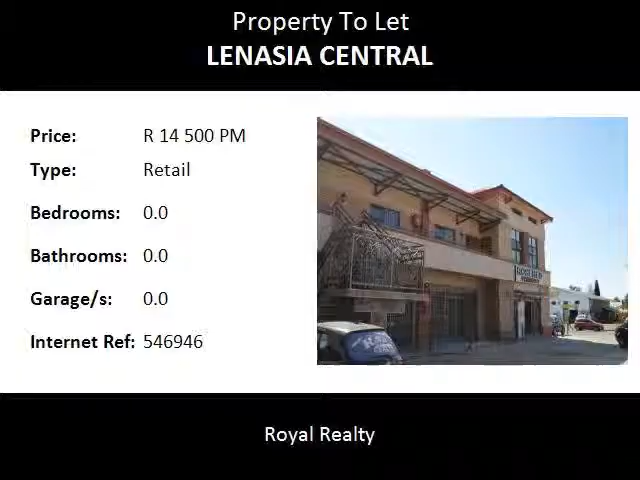 Property To Let
LENASIA CENTRAL
Price: R 14 500 PM
Type: Retail
Bedrooms: 0.0
Bathrooms: 0.0
Garage/s: 0.0
Internet Ref: 546946
Royal Realty